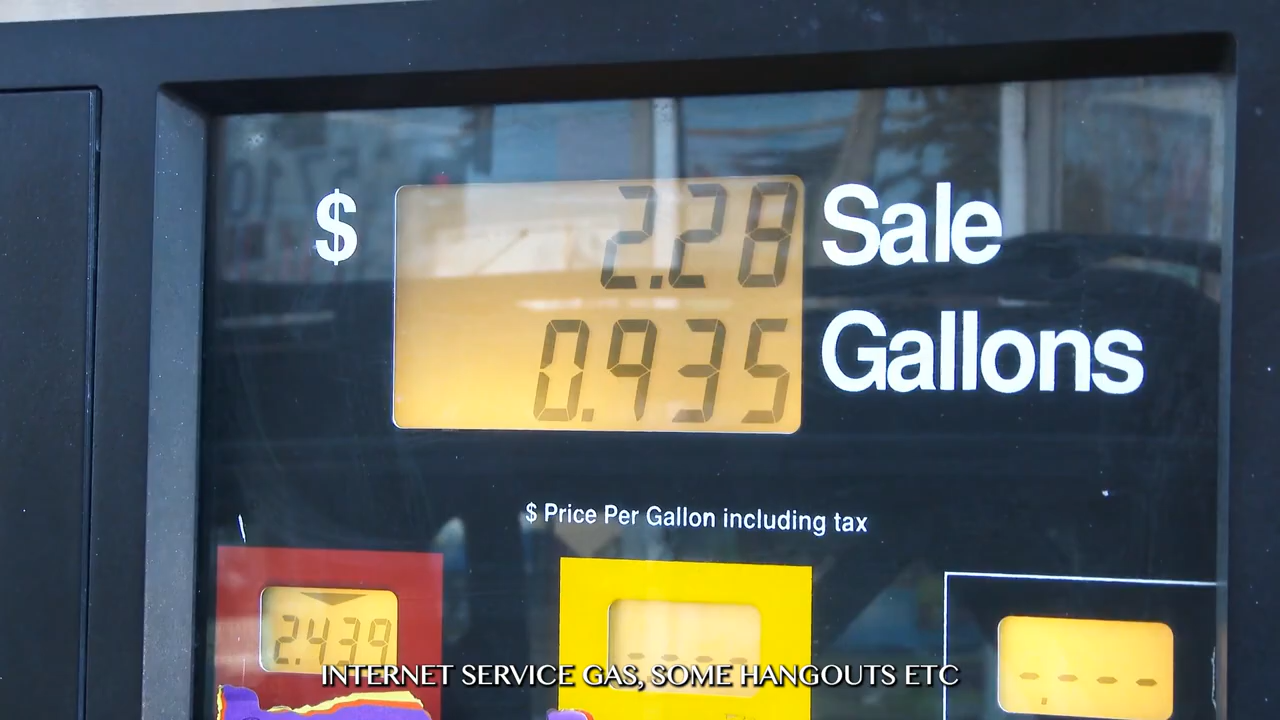 $ 2.28 Sale
0.935 Gallons
$ Price Per Gallon including tax
2.439
- - - -
- - - -
INTERNET SERVICE GAS, SOME HANGOUTS ETC